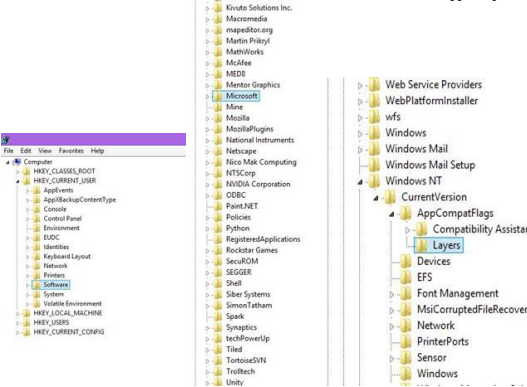 File Edit View Favorites Help
Computer
HKEY_CLASSES_ROOT
HKEY_CURRENT_USER
AppEvents
AppXBackupContentType
Console
Control Panel
Environment
EUDC
Identities
Keyboard Layout
Network
Printers
Software
System
Volatile Environment
HKEY_LOCAL_MACHINE
HKEY_USERS
HKEY_CURRENT_CONFIG
Kivuto Solutions Inc.
Macromedia
mapeditor.org
Martin Prikryl
MathWorks
McAfee
MED8
Mentor Graphics
Microsoft
Mine
Mozilla
MozillaPlugins
National Instruments
Netscape
Nico Mak Computing
NTSCorp
NVIDIA Corporation
ODBC
Paint.NET
Policies
Python
RegisteredApplications
Rockstar Games
SecuROM
SEGGER
Shell
Siber Systems
SimonTatham
Spark
Synaptics
techPowerUp
Tiled
TortoiseSVN
Trolltech
Unity
Web Service Providers
WebPlatformInstaller
wfs
Windows
Windows Mail
Windows Mail Setup
Windows NT
CurrentVersion
AppCompatFlags
Compatibility Assistan
Layers
Devices
EFS
Font Management
MsiCorruptedFileRecover
Network
PrinterPorts
Sensor
Windows